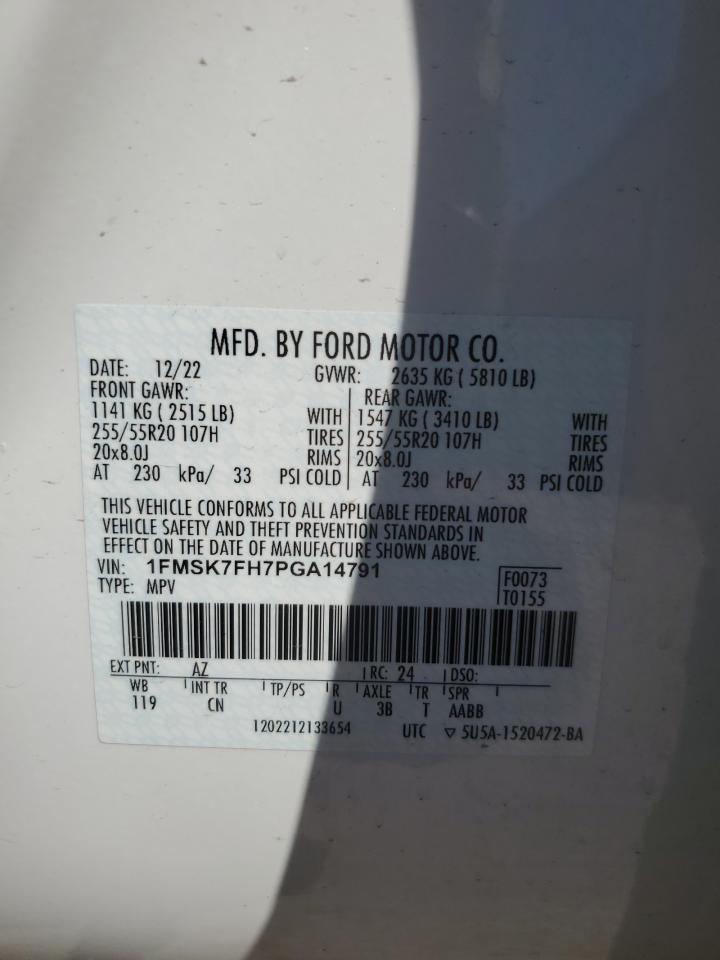 MFD. BY FORD MOTOR CO.
DATE: 12/22 GVWR: 2635 KG ( 5810 LB)
FRONT GAWR: REAR GAWR:
1141 KG ( 2515 LB) WITH 1547 KG ( 3410 LB) WITH
255/55R20 107H TIRES 255/55R20 107H TIRES
20x8.0J RIMS 20x8.0J RIMS
AT 230 kPa/ 33 PSI COLD AT 230 kPa/ 33 PSI COLD
THIS VEHICLE CONFORMS TO ALL APPLICABLE FEDERAL MOTOR
VEHICLE SAFETY AND THEFT PREVENTION STANDARDS IN
EFFECT ON THE DATE OF MANUFACTURE SHOWN ABOVE.
VIN: 1FMSK7FH7PGA14791 F0073
TYPE: MPV T0155
EXT PNT: AZ RC: 24 DSO:
WB INT TR TP/PS R AXLE TR SPR
119 CN U 3B T AABB
1202212133654 UTC ▽ 5U5A-1520472-BA